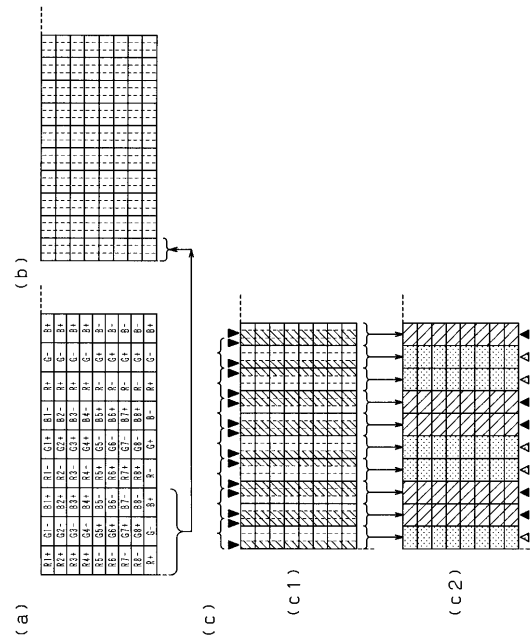 (a)
R1+ G1- B1+ R1- G1+ B1- R+ G- B+
R2+ G2- B2+ R2- G2+ B2- R+ G- B+
R3+ G3- B3+ R3- G3+ B3- R+ G- B+
R4+ G4- B4+ R4- G4+ B4- R+ G- B+
R5- G5+ B5- R5+ G5- B5+ R- G+ B-
R6- G6+ B6- R6+ G6- B6+ R- G+ B-
R7- G7+ B7- R7+ G7- B7+ R- G+ B-
R8- G8+ B8- R8+ G8- B8+ R- G+ B-
R+ G- B+ R- G+ B- R+ G- B+
(b)
(c)
(c1)
(c2)